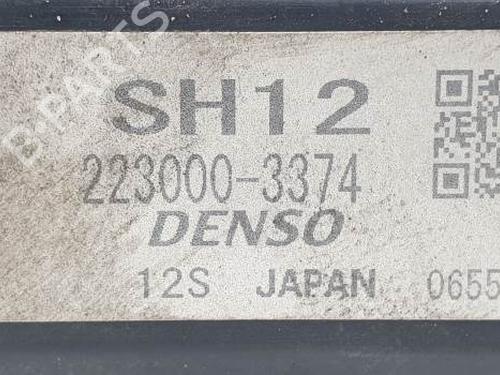 SH12
223000-3374
DENSO
12S JAPAN 0655
B-PARTS